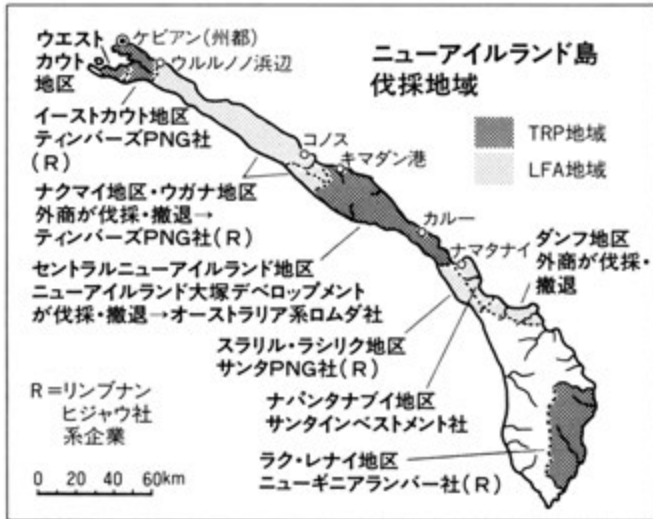 ニューアイルランド島
伐採地域
TRP地域
LFA地域
ウエスト
カウト
地区
ケビアン(州都)
ウルルノノ浜辺
イーストカウト地区
ティンバーズPNG社
(R)
コノス
キマダン港
ナクマイ地区・ウガナ地区
外商が伐採・撤退→
ティンバーズPNG社(R)
カルー
ナマタナイ
ダンフ地区
外商が伐採・
撤退
セントラルニューアイルランド地区
ニューアイルランド大塚デベロップメント
が伐採・撤退→オーストラリア系ロムダ社
スラリル・ラシリク地区
サンタPNG社(R)
R=リンブナン
ヒジャウ社
系企業
ナパンタナブイ地区
サンタインベストメント社
ラク・レナイ地区
ニューギニアランバー社(R)
0 20 40 60km